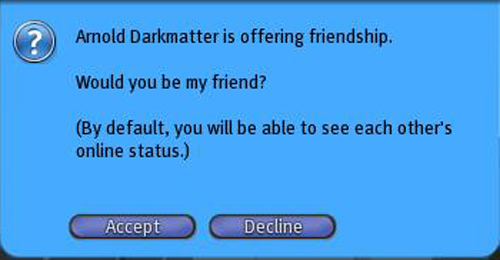 Arnold Darkmatter is offering friendship.
Would you be my friend?
(By default, you will be able to see each other's
online status.)
Accept
Decline